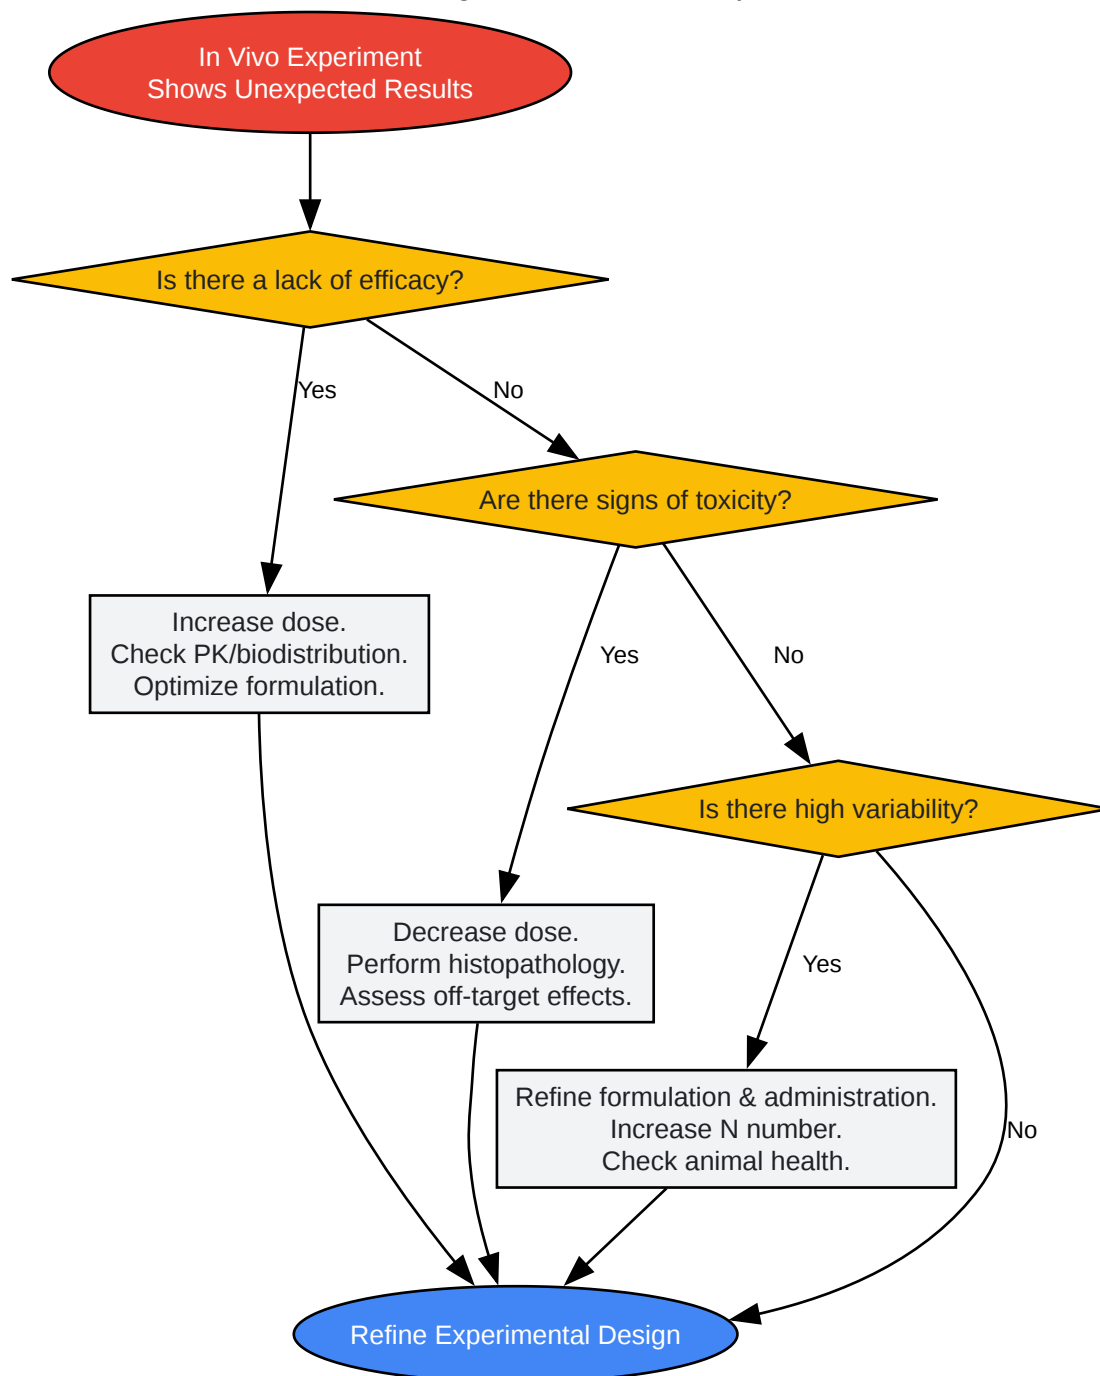 In Vivo Experiment
Shows Unexpected Results
Is there a lack of efficacy?
Yes
No
Are there signs of toxicity?
Increase dose.
Check PK/biodistribution.
Optimize formulation.
Yes
No
Is there high variability?
Decrease dose.
Perform histopathology.
Assess off-target effects.
Yes
Refine formulation & administration.
Increase N number.
Check animal health.
No
Refine Experimental Design